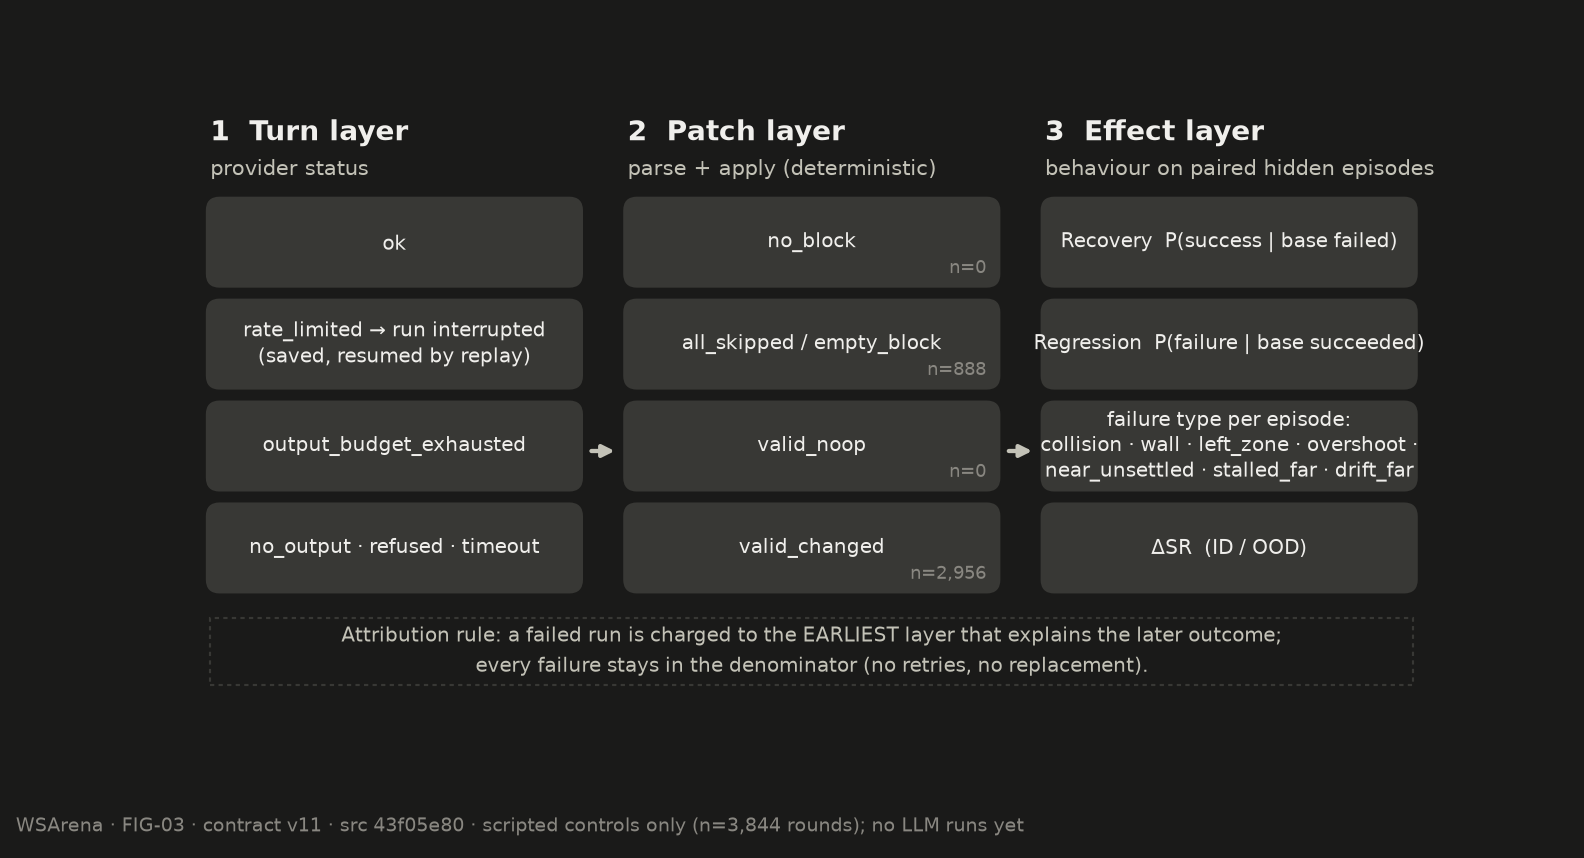 1 Turn layer
provider status
ok
rate_limited → run interrupted
(saved, resumed by replay)
output_budget_exhausted
no_output · refused · timeout
2 Patch layer
parse + apply (deterministic)
no_block
n=0
all_skipped / empty_block
n=888
valid_noop
n=0
valid_changed
n=2,956
3 Effect layer
behaviour on paired hidden episodes
Recovery P(success | base failed)
Regression P(failure | base succeeded)
failure type per episode:
collision · wall · left_zone · overshoot ·
near_unsettled · stalled_far · drift_far
ΔSR (ID / OOD)
Attribution rule: a failed run is charged to the EARLIEST layer that explains the later outcome;
every failure stays in the denominator (no retries, no replacement).
WSArena · FIG-03 · contract v11 · src 43f05e80 · scripted controls only (n=3,844 rounds); no LLM runs yet